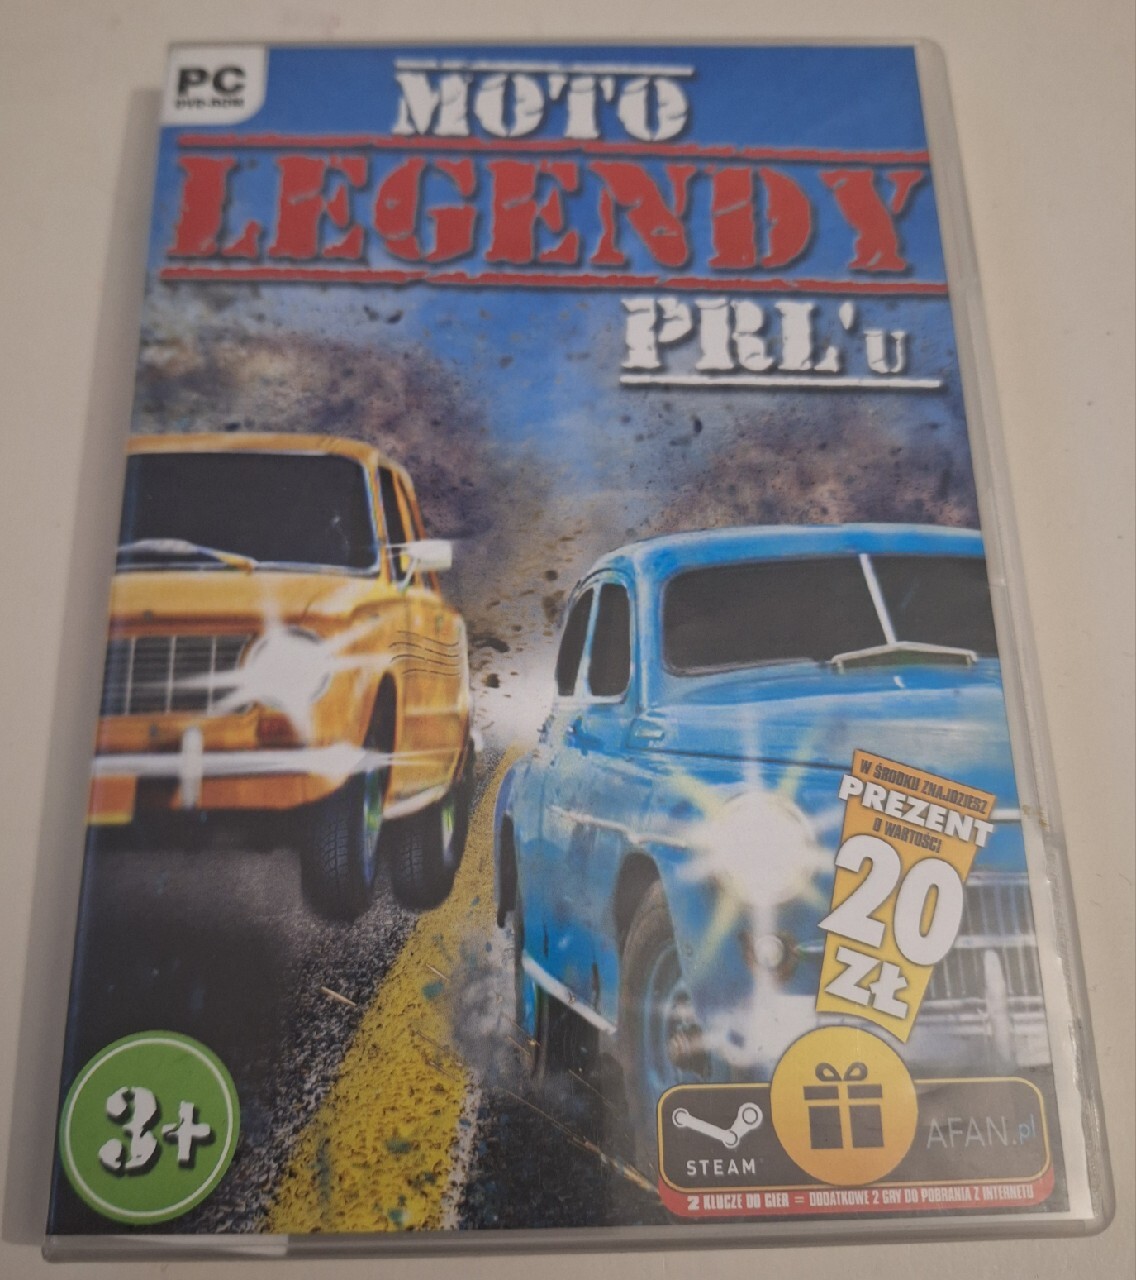 PC
DVD-ROM
MOTO
LEGENDY
PRL'u
W ŚRODKU ZNAJDZIESZ
PREZENT
O WARTOŚCI
20
ZŁ
3+
STEAM
AFAN.pl
2 KLUCZE DO GIER = DODATKOWE 2 GRY DO POBRANIA Z INTERNETU